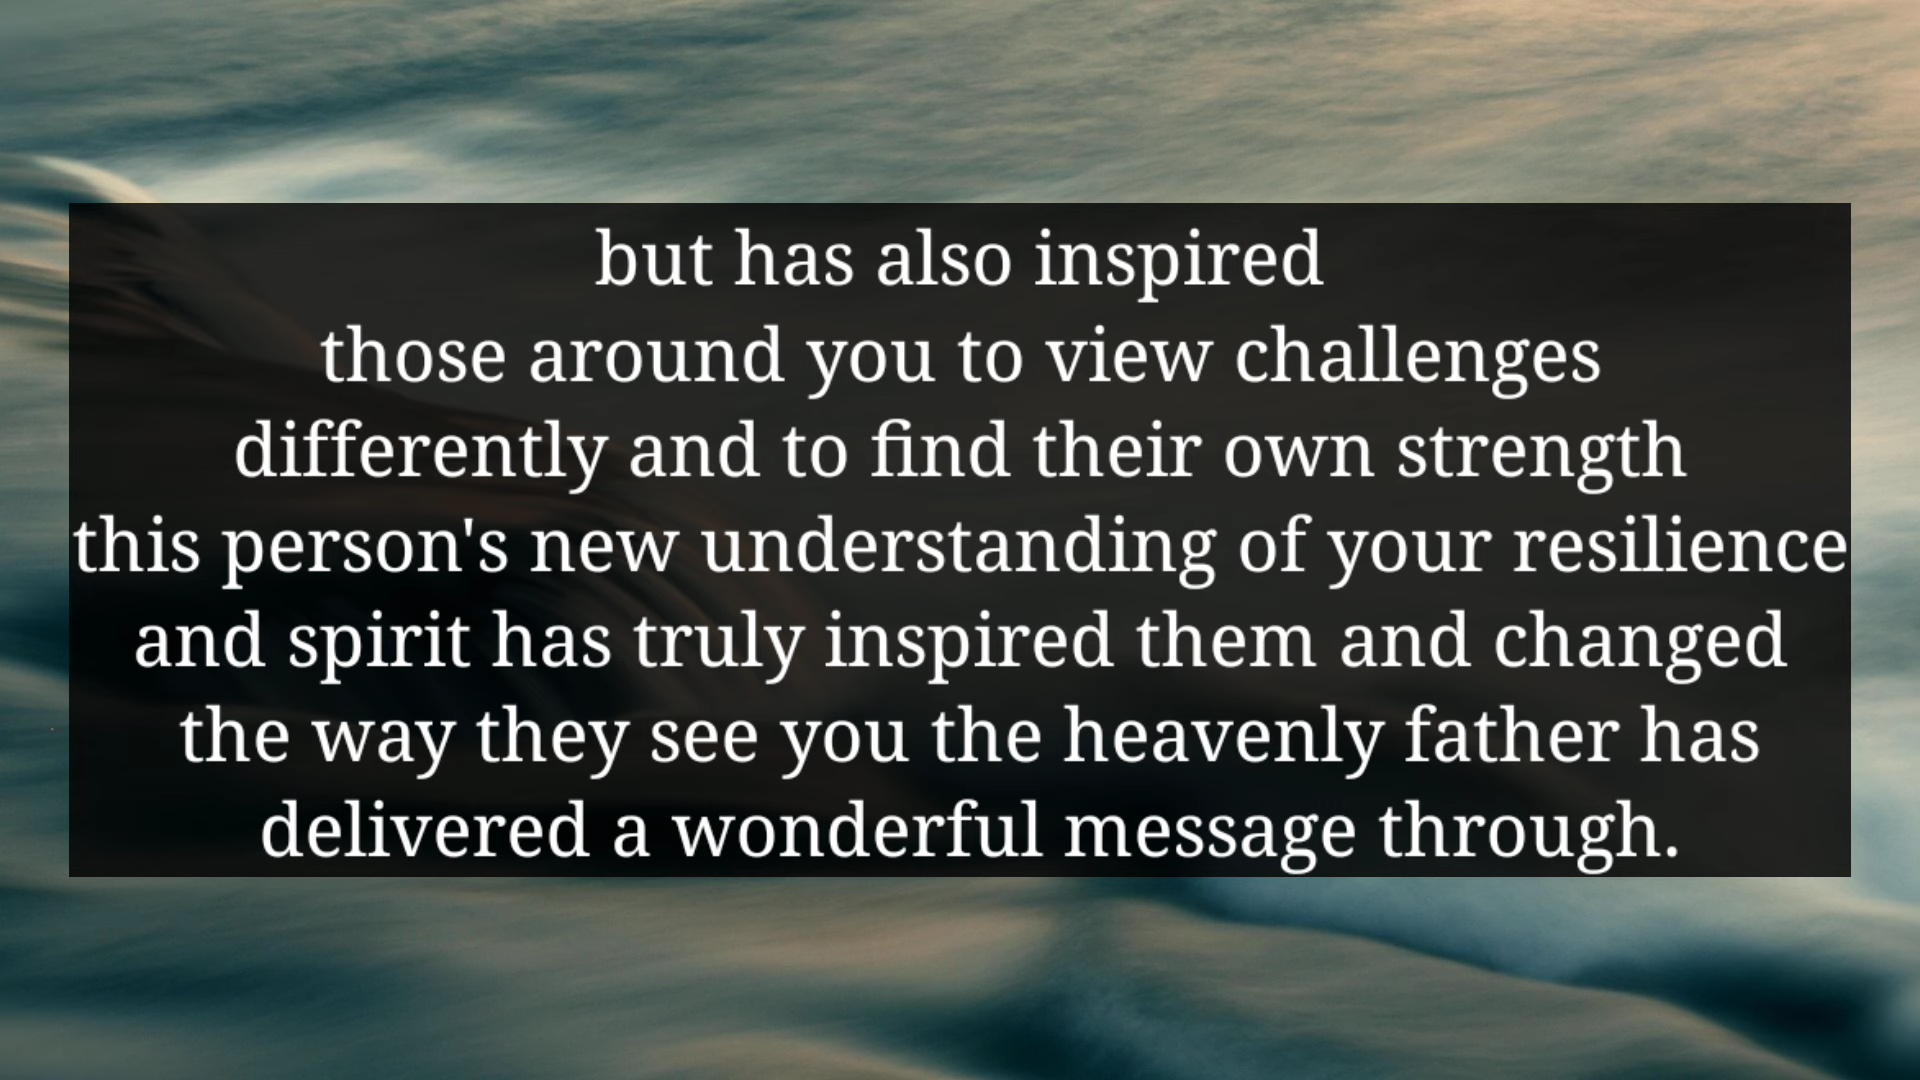 but has also inspired
those around you to view challenges
differently and to find their own strength
this person's new understanding of your resilience
and spirit has truly inspired them and changed
the way they see you the heavenly father has
delivered a wonderful message through.